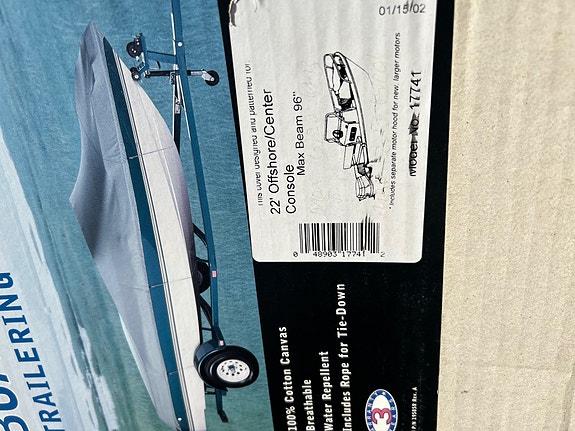 01/15/02
This cover designed and patterned for
22' Offshore/Center
Console
Max Beam 96"
* Includes separate motor hood for new, larger motors.
Model No. 17741
0 48903 17741 2
TRAILERING
100% Cotton Canvas
Breathable
Water Repellent
Includes Rope for Tie-Down
3